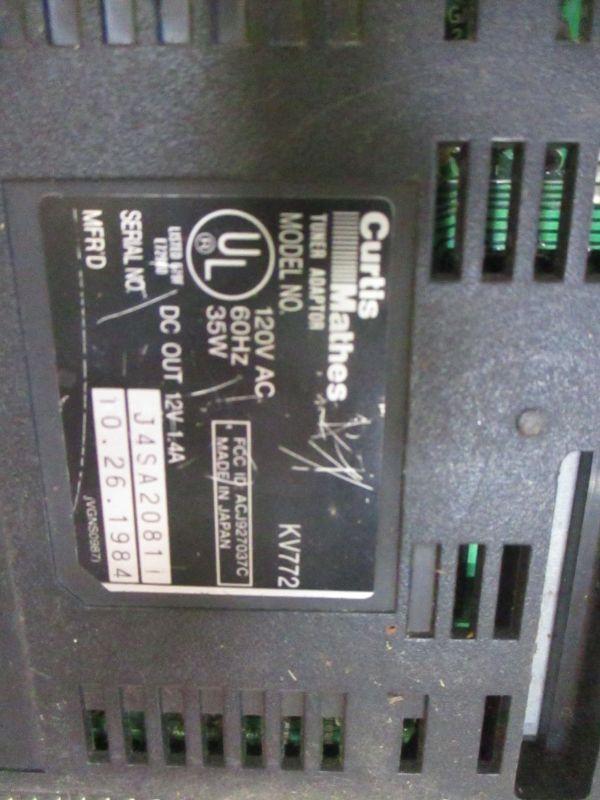 Curtis
Mathes
TUNER ADAPTOR
MODEL NO. KV772
UL
120V AC
60HZ
35W
FCC ID ACJ927037C
MADE IN JAPAN
DC OUT 12V 1.4A
SERIAL NO. J4SA2081
MFR'D 10.26.1984